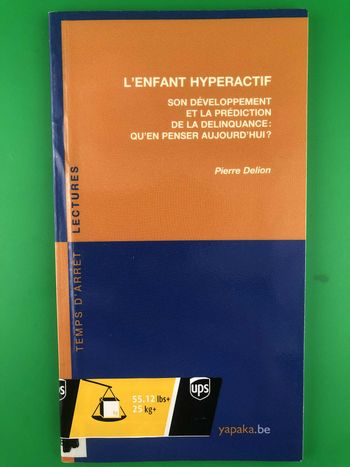 L'ENFANT HYPERACTIF
SON DÉVELOPPEMENT
ET LA PRÉDICTION
DE LA DELINQUANCE:
QU'EN PENSER AUJOURD'HUI?
Pierre Delion
TEMPS D'ARRÊT LECTURES
55.12 lbs+
25 kg+
ups
yapaka.be